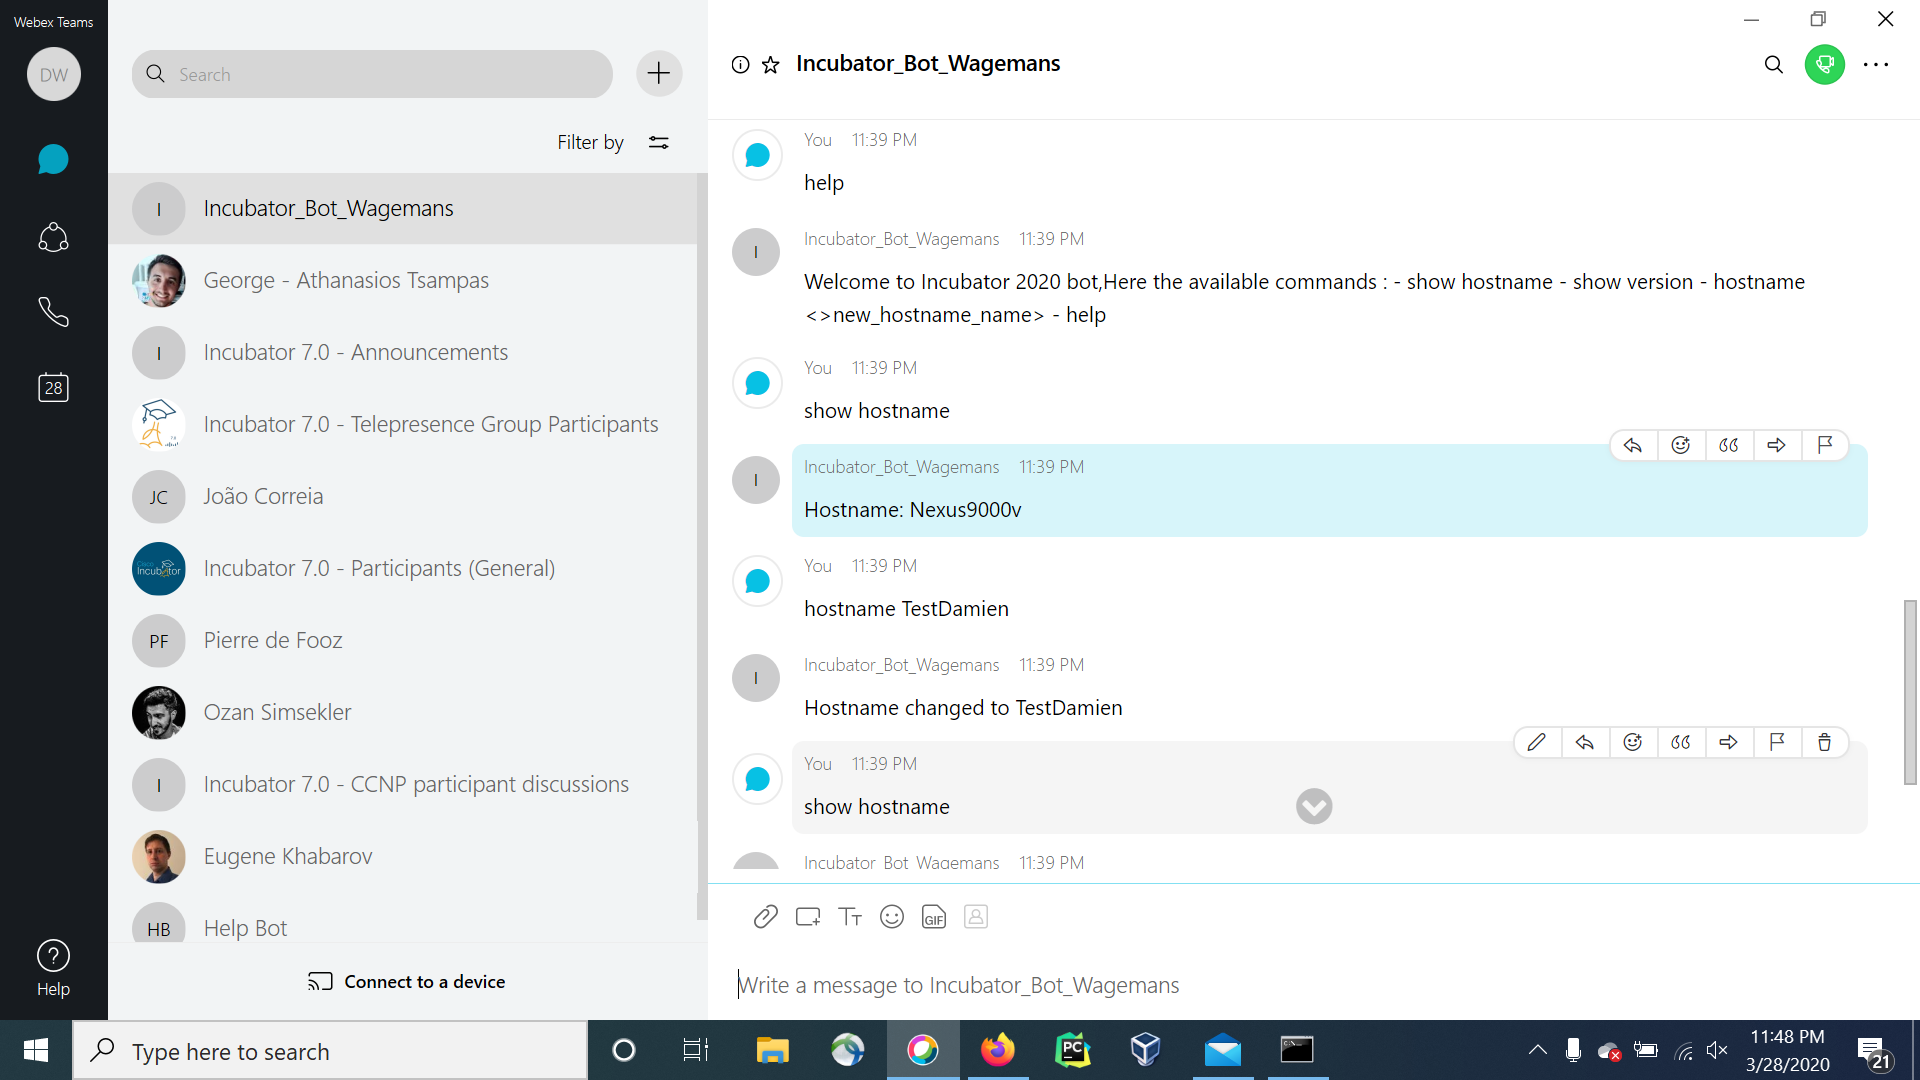 Webex Teams
DW
28
Help
Search
Filter by
I
Incubator_Bot_Wagemans
George - Athanasios Tsampas
I
Incubator 7.0 - Announcements
Incubator 7.0 - Telepresence Group Participants
JC
João Correia
Incubator
Incubator 7.0 - Participants (General)
PF
Pierre de Fooz
Ozan Simsekler
I
Incubator 7.0 - CCNP participant discussions
Eugene Khabarov
HB
Help Bot
Connect to a device
Incubator_Bot_Wagemans
You 11:39 PM
help
I
Incubator_Bot_Wagemans 11:39 PM
Welcome to Incubator 2020 bot,Here the available commands : - show hostname - show version - hostname
<>new_hostname_name> - help
You 11:39 PM
show hostname
I
Incubator_Bot_Wagemans 11:39 PM
Hostname: Nexus9000v
You 11:39 PM
hostname TestDamien
I
Incubator_Bot_Wagemans 11:39 PM
Hostname changed to TestDamien
You 11:39 PM
show hostname
Incubator_Bot_Wagemans 11:39 PM
GIF
Write a message to Incubator_Bot_Wagemans
Type here to search
PC
11:48 PM
3/28/2020
21